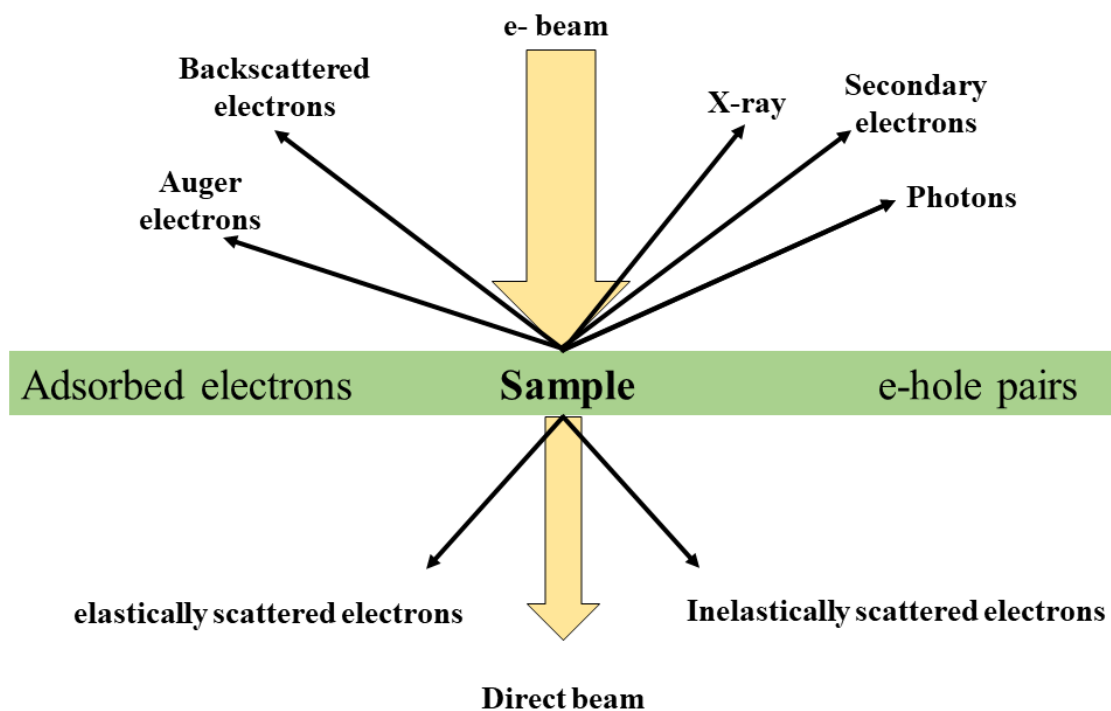 e- beam
Backscattered
electrons
X-ray
Secondary
electrons
Auger
electrons
Photons
Adsorbed electrons
Sample
e-hole pairs
elastically scattered electrons
Inelastically scattered electrons
Direct beam